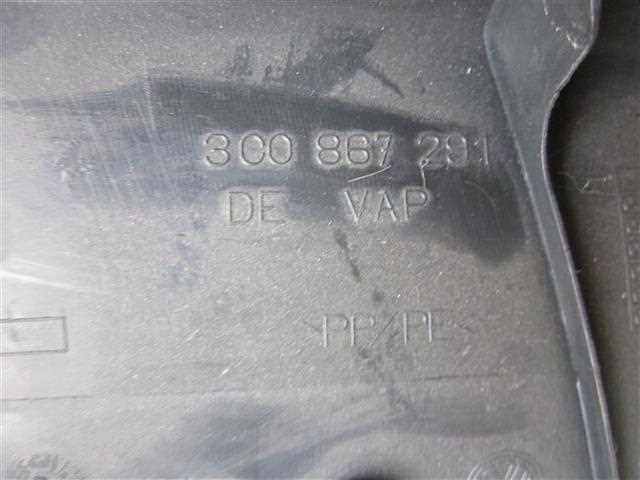 3C0 867 291
DE VAP
>PP/PE<